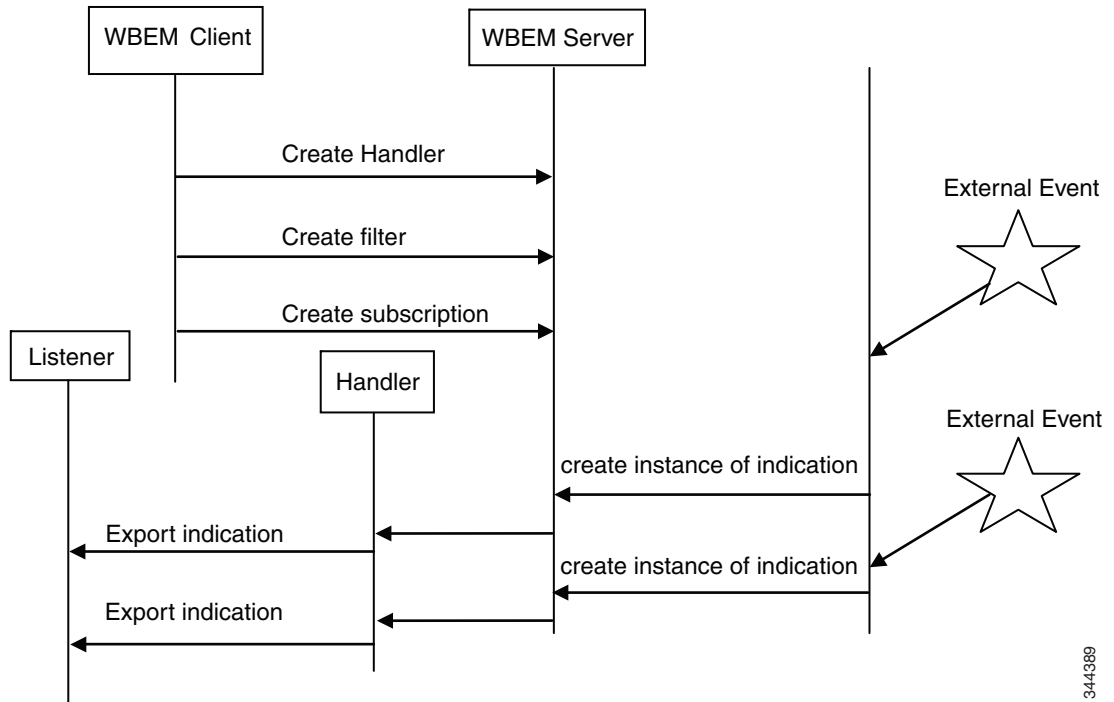 WBEM Client
WBEM Server
Create Handler
External Event
Create filter
Create subscription
Listener
Handler
External Event
create instance of indication
Export indication
create instance of indication
Export indication
344389